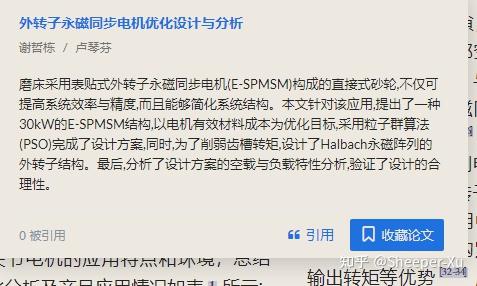 外转子永磁同步电机优化设计与分析
谢哲栋 / 卢琴芬
磨床采用表贴式外转子永磁同步电机(E-SPMSM)构成的直接式砂轮,不仅可
提高系统效率与精度,而且能够简化系统结构。本文针对该应用,提出了一种
30kW的E-SPMSM结构,以电机有效材料成本为优化目标,采用粒子群算法
(PSO)完成了设计方案,同时,为了削弱齿槽转矩,设计了Halbach永磁阵列的
外转子结构。最后,分析了设计方案的空载与负载特性分析,验证了设计的合
理性。
0 被引用
引用
收藏论文
知乎 @Sheeper-Xu
节电机的应用特点和环境，总结
输出转矩等优势 [32-34]